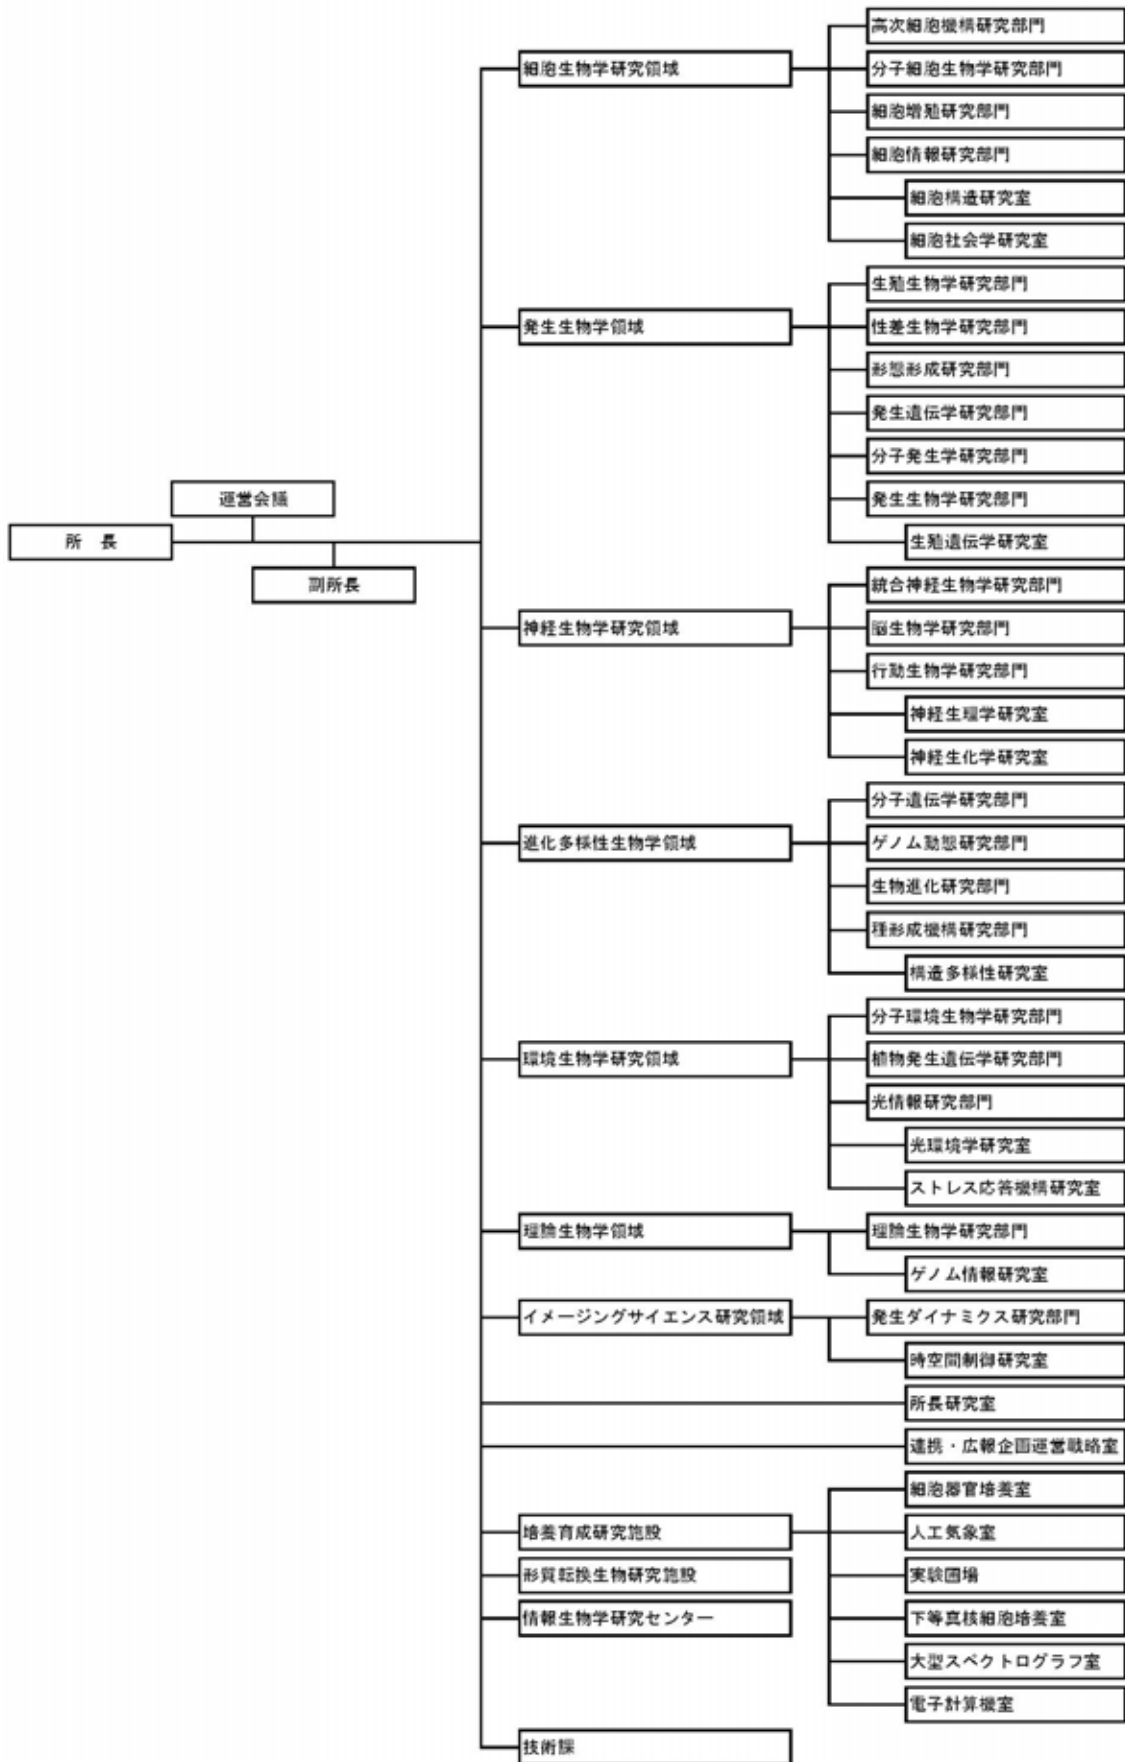 所　長
運営会議
副所長
細胞生物学研究領域
高次細胞機構研究部門
分子細胞生物学研究部門
細胞増殖研究部門
細胞情報研究部門
細胞構造研究室
細胞社会学研究室
発生生物学領域
生殖生物学研究部門
性差生物学研究部門
形態形成研究部門
発生遺伝学研究部門
分子発生学研究部門
発生生物学研究部門
生殖遺伝学研究室
神経生物学研究領域
統合神経生物学研究部門
脳生物学研究部門
行動生物学研究部門
神経生理学研究室
神経生化学研究室
進化多様性生物学領域
分子遺伝学研究部門
ゲノム動態研究部門
生物進化研究部門
種形成機構研究部門
構造多様性研究室
環境生物学研究領域
分子環境生物学研究部門
植物発生遺伝学研究部門
光情報研究部門
光環境学研究室
ストレス応答機構研究室
理論生物学領域
理論生物学研究部門
ゲノム情報研究室
イメージングサイエンス研究領域
発生ダイナミクス研究部門
時空間制御研究室
所長研究室
連携・広報企画運営戦略室
培養育成研究施設
細胞器官培養室
人工気象室
実験圃場
下等真核細胞培養室
大型スペクトログラフ室
電子計算機室
形質転換生物研究施設
情報生物学研究センター
技術課